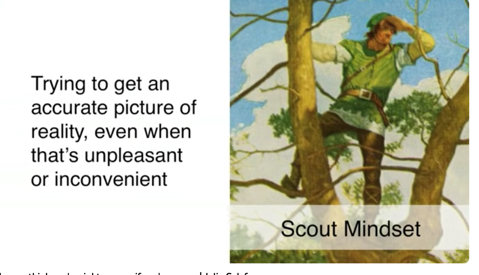 Trying to get an
accurate picture of
reality, even when
that's unpleasant
or inconvenient
Scout Mindset